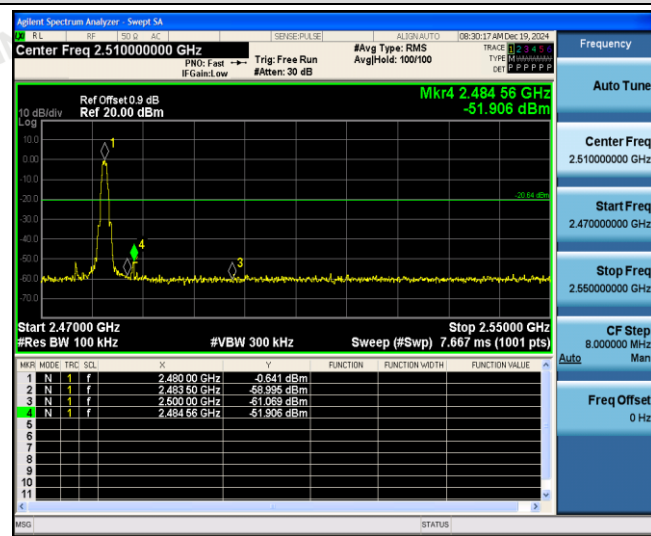 Agilent Spectrum Analyzer - Swept SA
RL RF 50 Ω AC SENSE:PULSE ALIGN AUTO 08:30:17 AM Dec 19, 2024
Center Freq 2.510000000 GHz
PNO: Fast
IFGain:Low
Trig: Free Run
#Atten: 30 dB
#Avg Type: RMS
Avg|Hold: 100/100
TRACE 1 2 3 4 5 6
TYPE M
DET P P P P P P
Ref Offset 0.9 dB
Ref 20.00 dBm
10 dB/div
Log
Mkr4 2.484 56 GHz
-51.906 dBm
10.0
0.00
-10.0
-20.0
-30.0
-40.0
-50.0
-60.0
-70.0
1
4
3
-20.64 dBm
Start 2.47000 GHz Stop 2.55000 GHz
#Res BW 100 kHz #VBW 300 kHz Sweep (#Swp) 7.667 ms (1001 pts)
MKR MODE TRC SCL X Y FUNCTION FUNCTION WIDTH FUNCTION VALUE
1 N 1 f 2.480 00 GHz -0.641 dBm
2 N 1 f 2.483 50 GHz -58.995 dBm
3 N 1 f 2.500 00 GHz -61.069 dBm
4 N 1 f 2.484 56 GHz -51.906 dBm
5
6
7
8
9
10
11
MSG STATUS
Frequency
Auto Tune
Center Freq
2.510000000 GHz
Start Freq
2.470000000 GHz
Stop Freq
2.550000000 GHz
CF Step
8.000000 MHz
Auto Man
Freq Offset
0 Hz